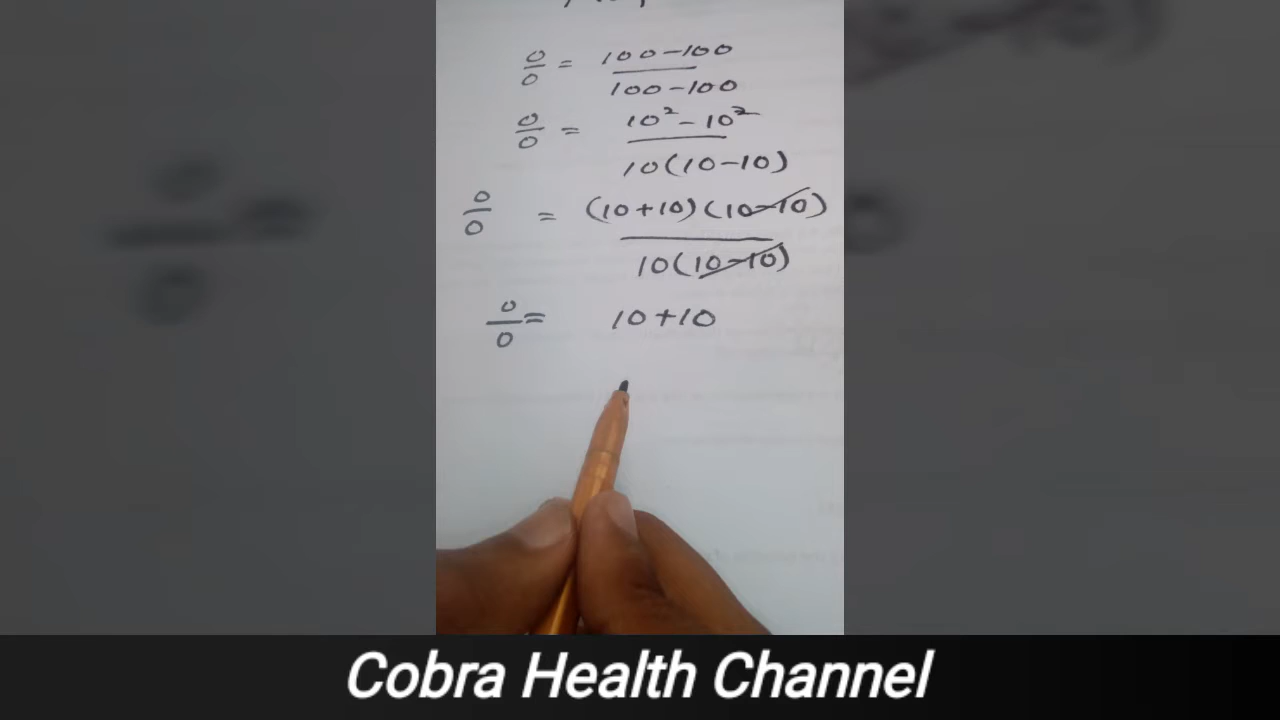 0/0 = 100-100
100-100
0/0 = 10²-10²
10(10-10)
0/0 = (10+10)(10-10)
10(10-10)
0/0 = 10+10
Cobra Health Channel